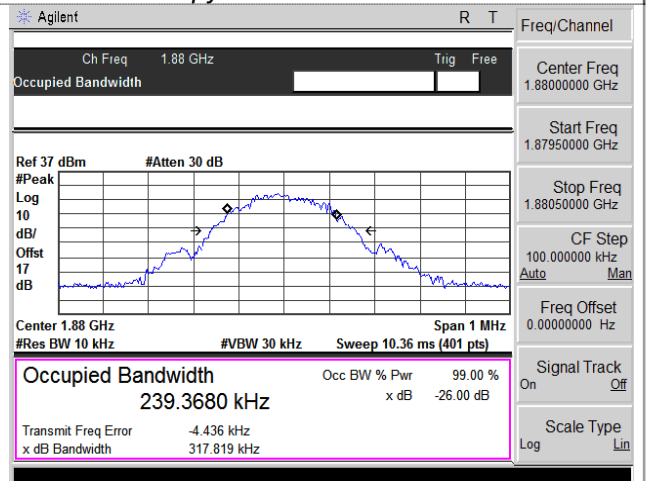 Agilent R T
Freq/Channel
Ch Freq 1.88 GHz Trig Free
Occupied Bandwidth
Center Freq
1.88000000 GHz
Start Freq
1.87950000 GHz
Stop Freq
1.88050000 GHz
CF Step
100.000000 kHz
Auto Man
Freq Offset
0.00000000 Hz
Signal Track
On Off
Scale Type
Log Lin
Ref 37 dBm #Atten 30 dB
#Peak
Log
10
dB/
Offst
17
dB
Center 1.88 GHz Span 1 MHz
#Res BW 10 kHz #VBW 30 kHz Sweep 10.36 ms (401 pts)
Occupied Bandwidth Occ BW % Pwr 99.00 %
239.3680 kHz x dB -26.00 dB
Transmit Freq Error -4.436 kHz
x dB Bandwidth 317.819 kHz